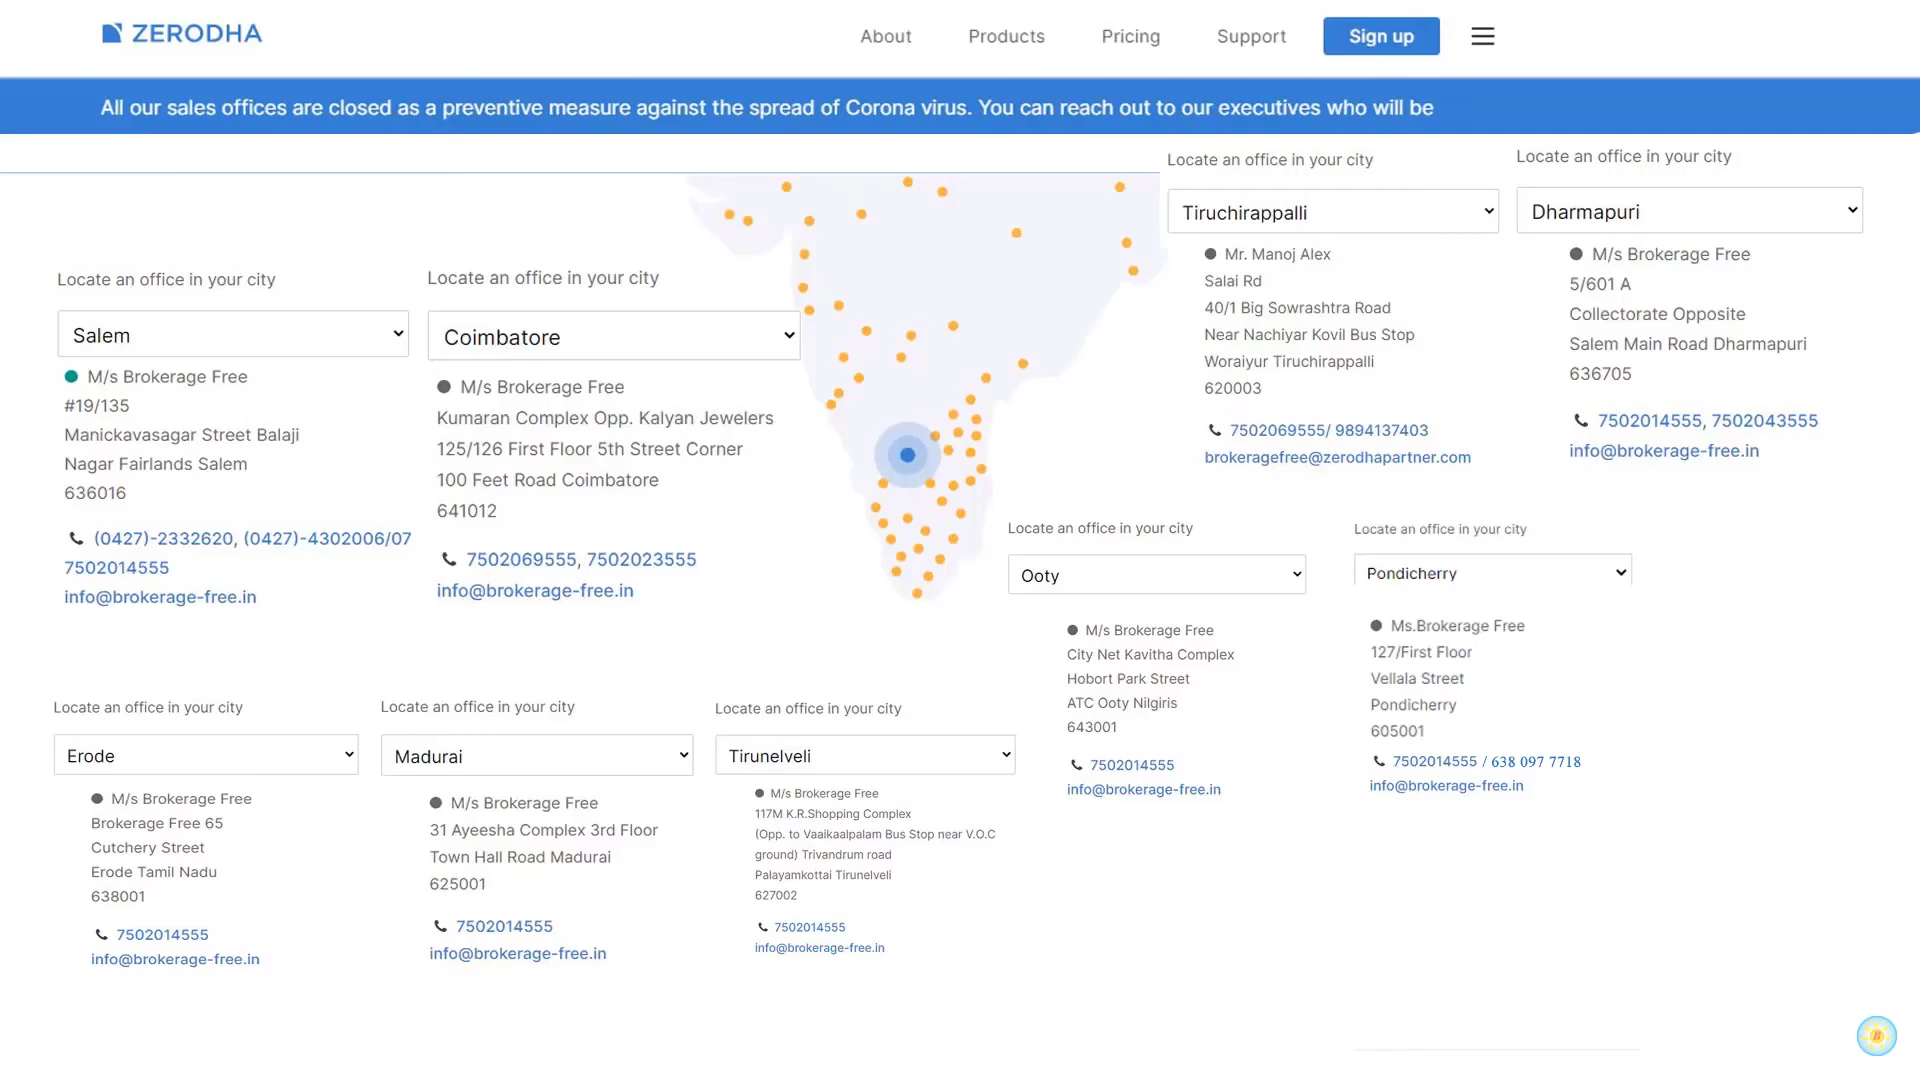 ZERODHA
About
Products
Pricing
Support
Sign up
All our sales offices are closed as a preventive measure against the spread of Corona virus. You can reach out to our executives who will be
Locate an office in your city
Tiruchirappalli
Mr. Manoj Alex
Salai Rd
40/1 Big Sowrashtra Road
Near Nachiyar Kovil Bus Stop
Woraiyur Tiruchirappalli
620003
7502069555/ 9894137403
brokeragefree@zerodhapartner.com
Locate an office in your city
Dharmapuri
M/s Brokerage Free
5/601 A
Collectorate Opposite
Salem Main Road Dharmapuri
636705
7502014555, 7502043555
info@brokerage-free.in
Locate an office in your city
Salem
M/s Brokerage Free
#19/135
Manickavasagar Street Balaji
Nagar Fairlands Salem
636016
(0427)-2332620, (0427)-4302006/07
7502014555
info@brokerage-free.in
Locate an office in your city
Coimbatore
M/s Brokerage Free
Kumaran Complex Opp. Kalyan Jewelers
125/126 First Floor 5th Street Corner
100 Feet Road Coimbatore
641012
7502069555, 7502023555
info@brokerage-free.in
Locate an office in your city
Ooty
M/s Brokerage Free
City Net Kavitha Complex
Hobort Park Street
ATC Ooty Nilgiris
643001
7502014555
info@brokerage-free.in
Locate an office in your city
Pondicherry
Ms.Brokerage Free
127/First Floor
Vellala Street
Pondicherry
605001
7502014555 / 638 097 7718
info@brokerage-free.in
Locate an office in your city
Erode
M/s Brokerage Free
Brokerage Free 65
Cutchery Street
Erode Tamil Nadu
638001
7502014555
info@brokerage-free.in
Locate an office in your city
Madurai
M/s Brokerage Free
31 Ayeesha Complex 3rd Floor
Town Hall Road Madurai
625001
7502014555
info@brokerage-free.in
Locate an office in your city
Tirunelveli
M/s Brokerage Free
117M K.R.Shopping Complex
(Opp. to Vaaikaalpalam Bus Stop near V.O.C
ground) Trivandrum road
Palayamkottai Tirunelveli
627002
7502014555
info@brokerage-free.in
B